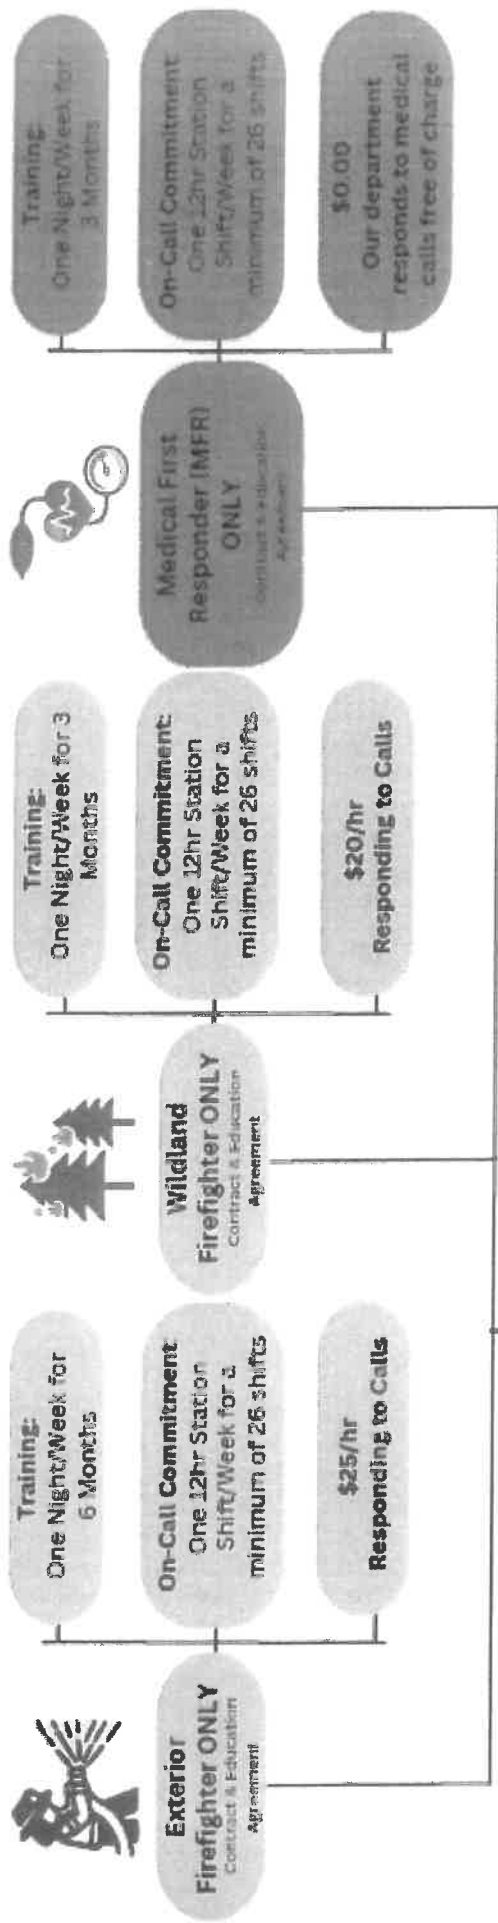 Exterior
Firefighter ONLY
Contract & Education
Agreement
Training:
One Night/Week for
6 Months
On-Call Commitment:
One 12hr Station
Shift/Week for a
minimum of 26 shifts
$25/hr
Responding to Calls
Wildland
Firefighter ONLY
Contract & Education
Agreement
Training:
One Night/Week for 3
Months
On-Call Commitment:
One 12hr Station
Shift/Week for a
minimum of 26 shifts
$20/hr
Responding to Calls
Medical First
Responder (MFR)
ONLY
Contract & Education
Agreement
Training:
One Night/Week for
3 Months
On-Call Commitment:
One 12hr Station
Shift/Week for a
minimum of 26 shifts
$0.00
Our department
responds to medical
calls free of charge